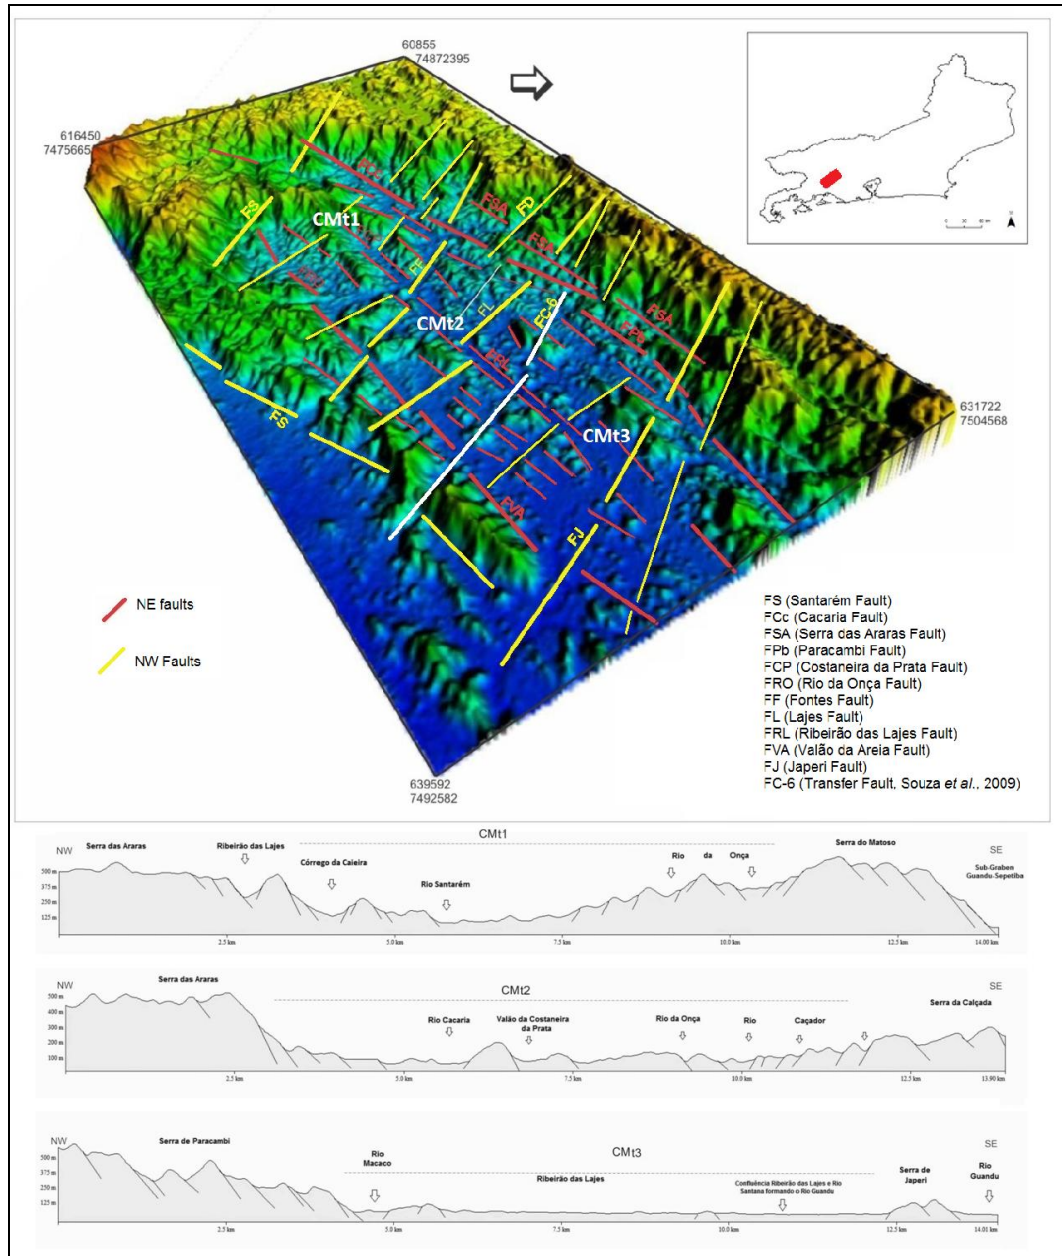 60855
74872395
616450
7475665
FCc
FSA
FD
FS
CMt1
FSA
FF
FC-6
FSA
FL
CMt2
FPb
FRL
FS
CMt3
631722
7504568
FVA
FJ
NE faults
NW Faults
639592
7492582
FS (Santarém Fault)
FCc (Cacaria Fault)
FSA (Serra das Araras Fault)
FPb (Paracambi Fault)
FCP (Costaneira da Prata Fault)
FRO (Rio da Onça Fault)
FF (Fontes Fault)
FL (Lajes Fault)
FRL (Ribeirão das Lajes Fault)
FVA (Valão da Areia Fault)
FJ (Japeri Fault)
FC-6 (Transfer Fault, Souza et al., 2009)
CMt1
NW
Serra das Araras
Ribeirão das Lajes
Córrego da Caieira
Rio Santarém
Rio da Onça
Serra do Matoso
SE
Sub-Graben
Guandu-Sepetiba
500 m
375 m
250 m
125 m
2.5 km
5.0 km
7.5 km
10.0 km
12.5 km
14.00 km
NW
Serra das Araras
CMt2
SE
Serra da Calçada
Rio Cacaria
Valão da Costaneira
da Prata
Rio da Onça
Rio Caçador
500 m
400 m
300 m
200 m
100 m
2.5 km
5.0 km
7.5 km
10.0 km
12.5 km
13.90 km
NW
Serra de Paracambi
Rio
Macaco
CMt3
Ribeirão das Lajes
Confluência Ribeirão das Lajes e Rio
Santana formando o Rio Guandu
Serra de
Japeri
SE
Rio
Guandu
500 m
375 m
250 m
125 m
2.5 km
5.0 km
7.5 km
10.0 km
12.5 km
14.01 km